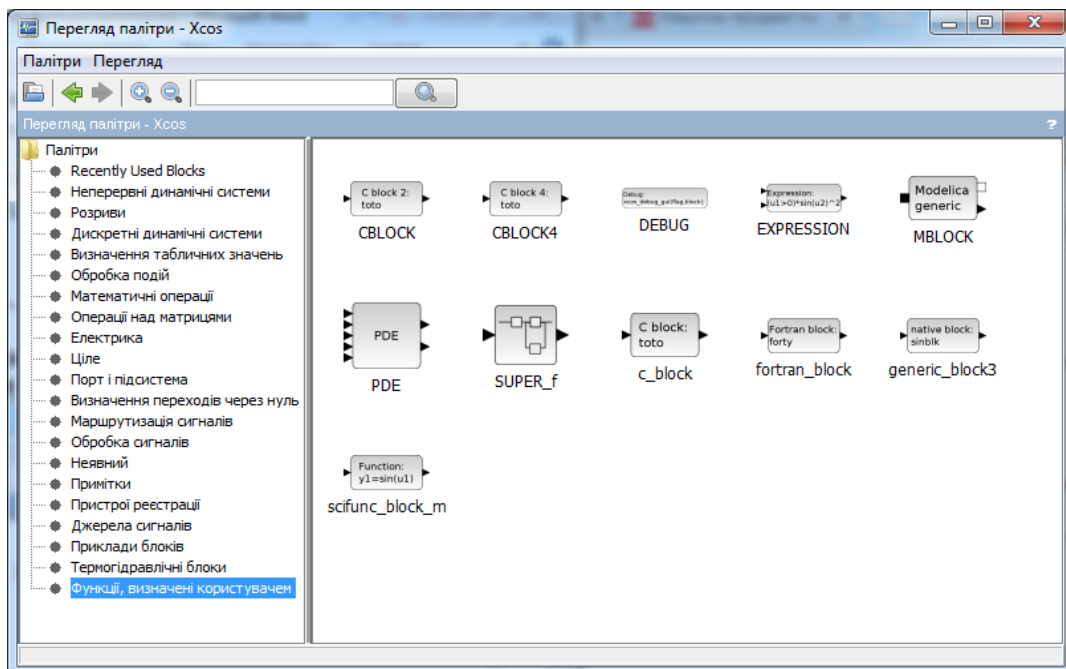 Перегляд палітри - Xcos
Палітри Перегляд
Перегляд палітри - Xcos ?
Палітри
Recently Used Blocks
Неперервні динамічні системи
Розриви
Дискретні динамічні системи
Визначення табличних значень
Обробка подій
Математичні операції
Операції над матрицями
Електрика
Ціле
Порт і підсистема
Визначення переходів через нуль
Маршрутизація сигналів
Обробка сигналів
Неявний
Примітки
Пристрої реєстрації
Джерела сигналів
Приклади блоків
Термогідравлічні блоки
Функції, визначені користувачем
C block 2:
toto
CBLOCK
C block 4:
toto
CBLOCK4
Debug:
xcos_debug_gui(flag,block);
DEBUG
Expression:
(u1>0)*sin(u2)^2
EXPRESSION
Modelica
generic
MBLOCK
PDE
PDE
SUPER_f
C block:
toto
c_block
Fortran block:
forty
fortran_block
native block:
sinblk
generic_block3
Function:
y1=sin(u1)
scifunc_block_m